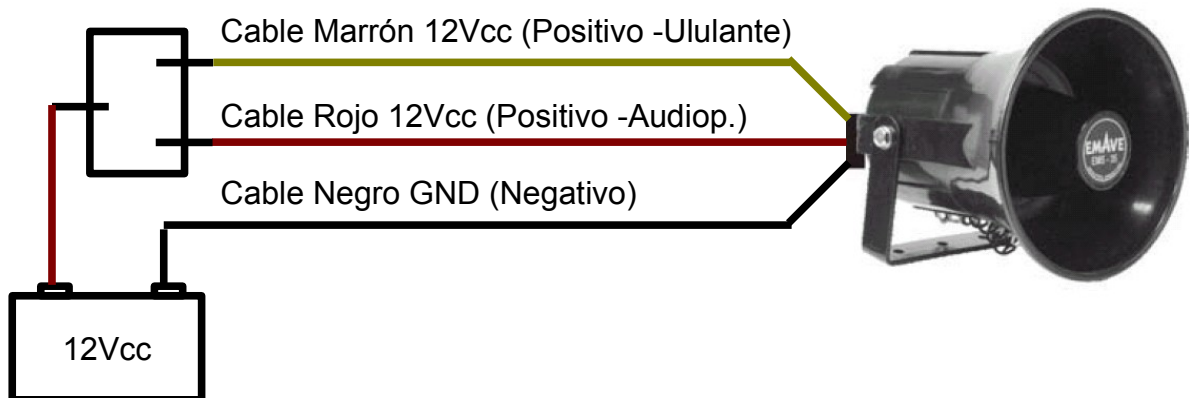 Cable Marrón 12Vcc (Positivo -Ululante)
Cable Rojo 12Vcc (Positivo -Audiop.)
Cable Negro GND (Negativo)
12Vcc
EMAVE